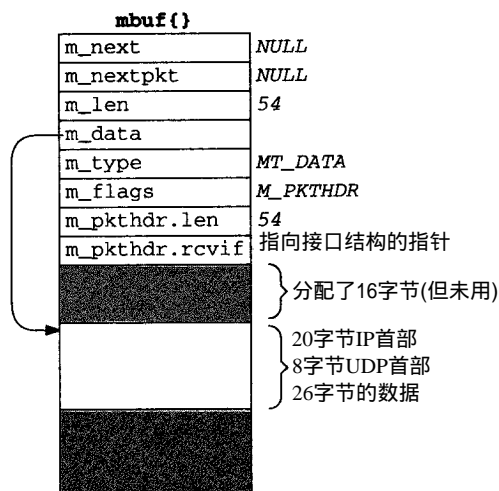 mbuf{}
m_next NULL
m_nextpkt NULL
m_len 54
m_data
m_type MT_DATA
m_flags M_PKTHDR
m_pkthdr.len 54
m_pkthdr.rcvif 指向接口结构的指针
分配了16字节(但未用)
20字节IP首部
8字节UDP首部
26字节的数据